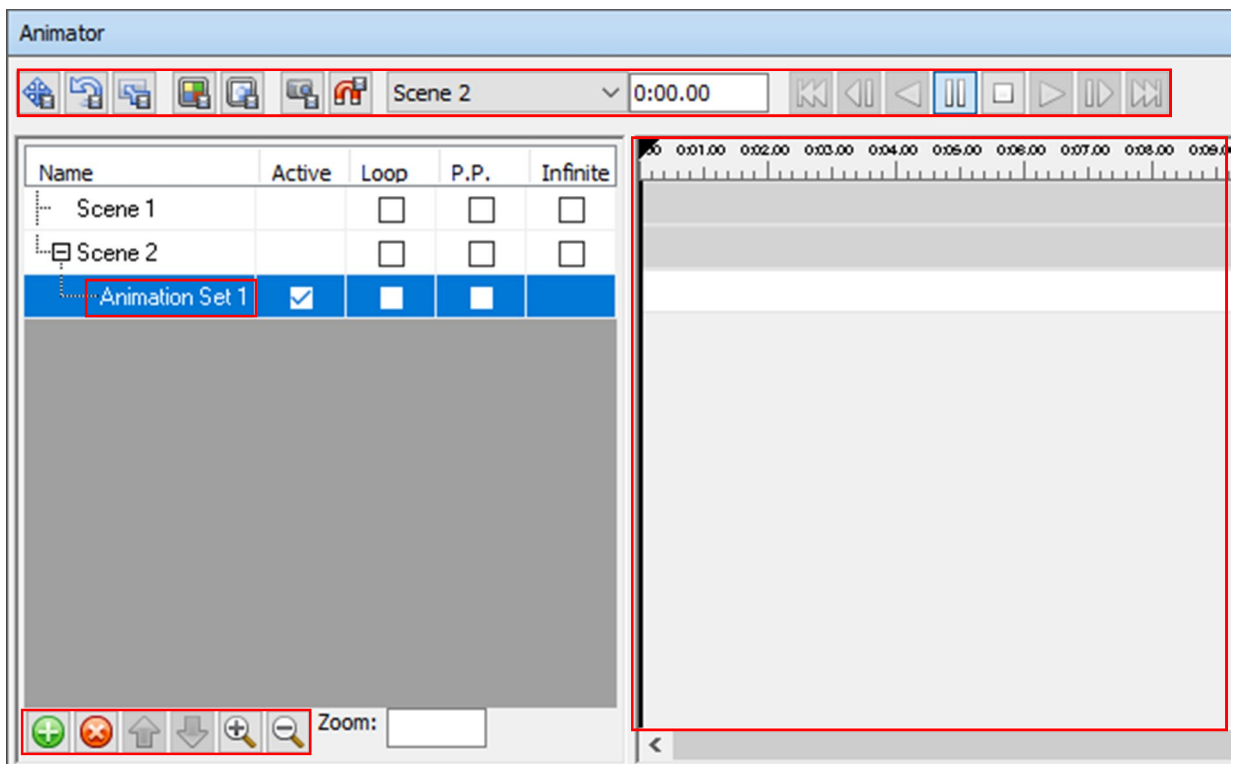 Animator
Scene 2 0:00.00
Name Active Loop P.P. Infinite
0:01.00 0:02.00 0:03.00 0:04.00 0:05.00 0:06.00 0:07.00 0:08.00
Scene 1
Scene 2
Animation Set 1
Zoom: